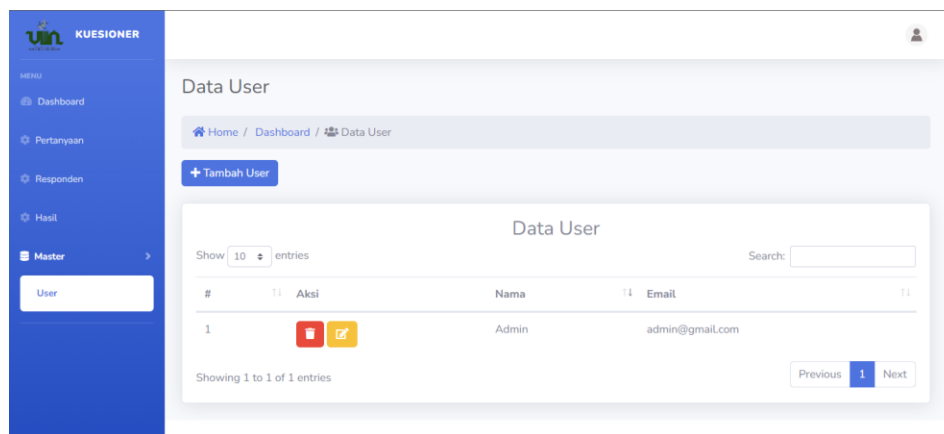 uin KUESIONER
MENU
Dashboard
Pertanyaan
Responden
Hasil
Master
User
Data User
Home / Dashboard / Data User
+ Tambah User
Data User
Show 10 entries
Search:
# Aksi Nama Email
1 Admin admin@gmail.com
Showing 1 to 1 of 1 entries
Previous 1 Next